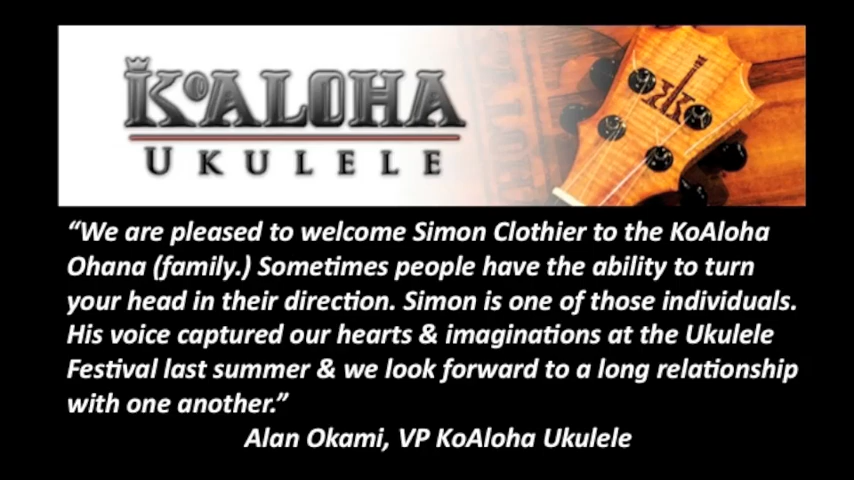 KoALOHA
UKULELE
“We are pleased to welcome Simon Clothier to the KoAloha
Ohana (family.) Sometimes people have the ability to turn
your head in their direction. Simon is one of those individuals.
His voice captured our hearts & imaginations at the Ukulele
Festival last summer & we look forward to a long relationship
with one another.”
Alan Okami, VP KoAloha Ukulele